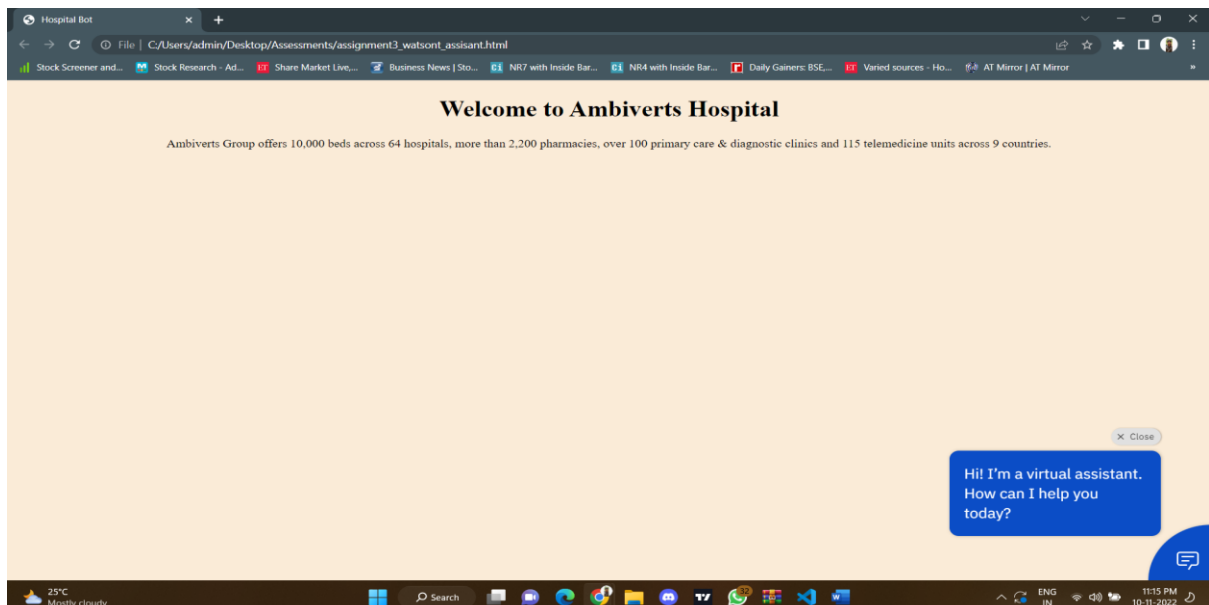 Hospital Bot
File | C:/Users/admin/Desktop/Assessments/assignment3_watsont_assisant.html
Stock Screener and... Stock Research - Ad... ET Share Market Live,... Business News | Sto... Ci NR7 with Inside Bar... Ci NR4 with Inside Bar... Daily Gainers: BSE,... ET Varied sources - Ho... AT Mirror | AT Mirror
Welcome to Ambiverts Hospital
Ambiverts Group offers 10,000 beds across 64 hospitals, more than 2,200 pharmacies, over 100 primary care & diagnostic clinics and 115 telemedicine units across 9 countries.
× Close
Hi! I'm a virtual assistant.
How can I help you
today?
25°C
Mostly cloudy
Search
ENG
IN
11:15 PM
10-11-2022